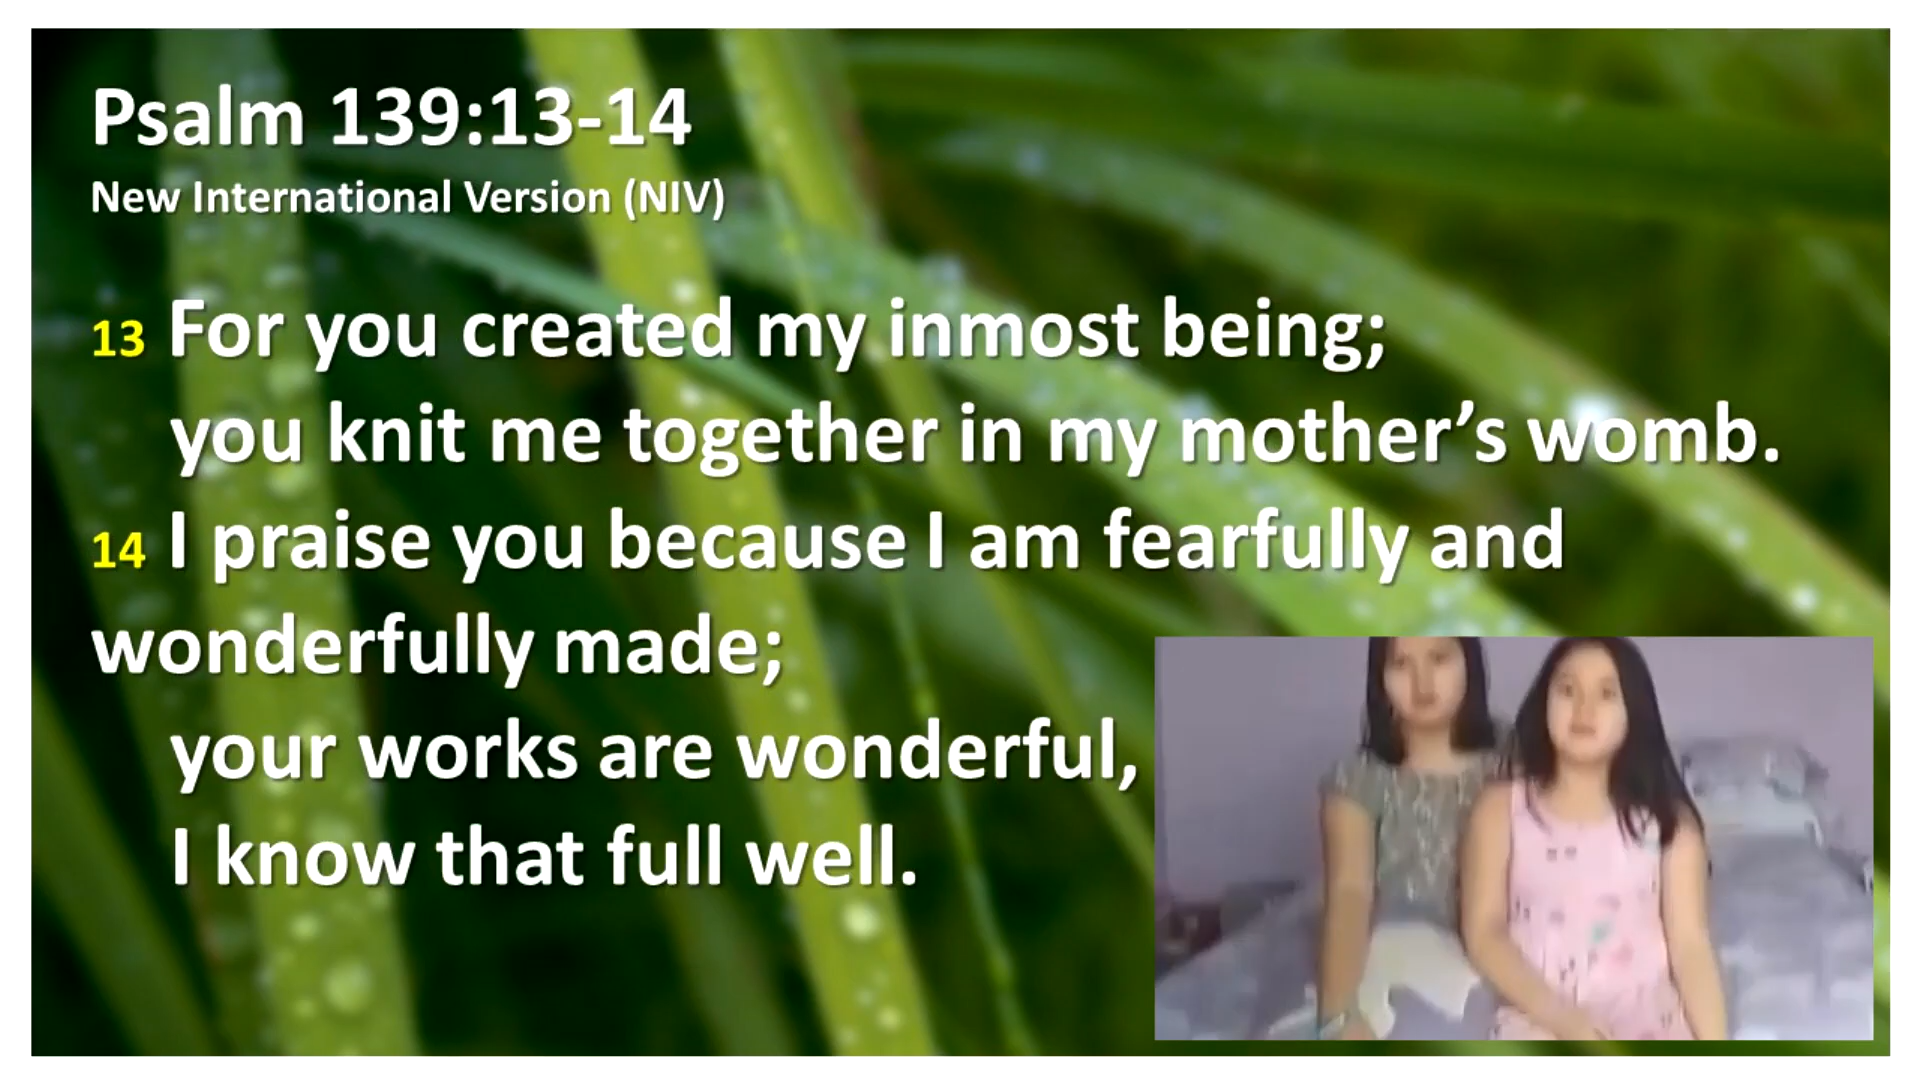 Psalm 139:13-14
New International Version (NIV)
13 For you created my inmost being;
you knit me together in my mother’s womb.
14 I praise you because I am fearfully and
wonderfully made;
your works are wonderful,
I know that full well.